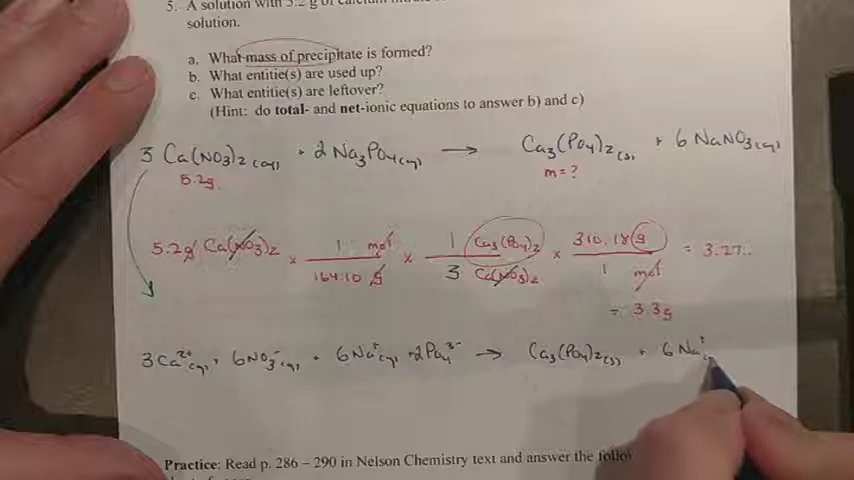 5. A solution with 5.2 g of calcium
solution.
a. What mass of precipitate is formed?
b. What entitie(s) are used up?
c. What entitie(s) are leftover?
(Hint: do total- and net-ionic equations to answer b) and c)
3 Ca(NO3)2 (aq) + 2 Na3PO4(aq) → Ca3(PO4)2(s) + 6 NaNO3(aq)
5.2g m=?
5.2g Ca(NO3)2 × 1 mol / 164.10 g × 1 Ca3(PO4)2 / 3 Ca(NO3)2 × 310.18 g / 1 mol = 3.27..
= 3.3g
3Ca2+(aq) + 6NO3-(aq) + 6Na+(aq) + 2PO43- → Ca3(PO4)2(s) + 6 Na+
Practice: Read p. 286 – 290 in Nelson Chemistry text and answer the